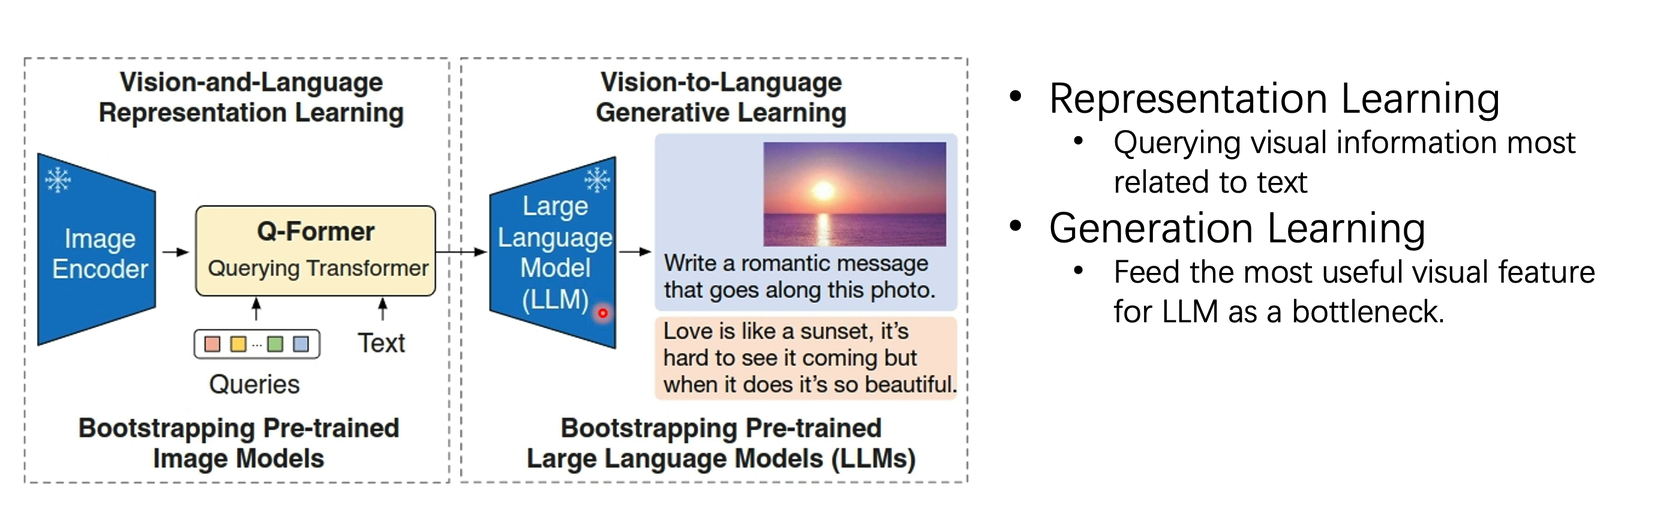 Vision-and-Language
Representation Learning
Image
Encoder
Q-Former
Querying Transformer
Queries
Text
Bootstrapping Pre-trained
Image Models
Vision-to-Language
Generative Learning
Large
Language
Model
(LLM)
Write a romantic message
that goes along this photo.
Love is like a sunset, it's
hard to see it coming but
when it does it's so beautiful.
Bootstrapping Pre-trained
Large Language Models (LLMs)
• Representation Learning
• Querying visual information most
related to text
• Generation Learning
• Feed the most useful visual feature
for LLM as a bottleneck.